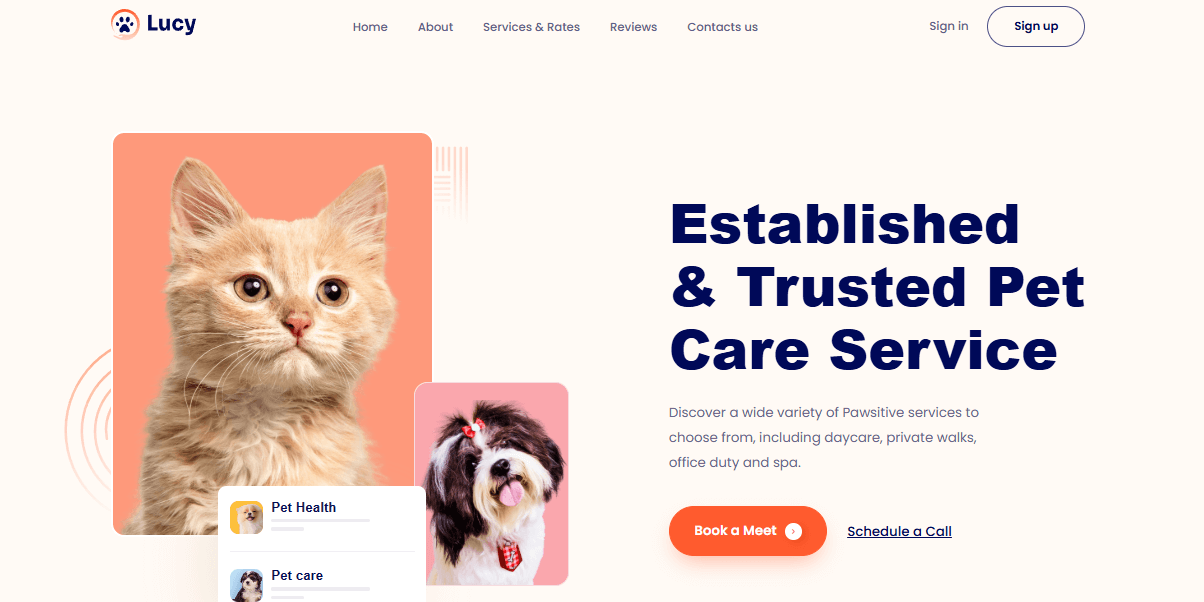 Lucy
Home About Services & Rates Reviews Contacts us Sign in Sign up
Established
& Trusted Pet
Care Service
Discover a wide variety of Pawsitive services to
choose from, including daycare, private walks,
office duty and spa.
Book a Meet Schedule a Call
Pet Health
Pet care